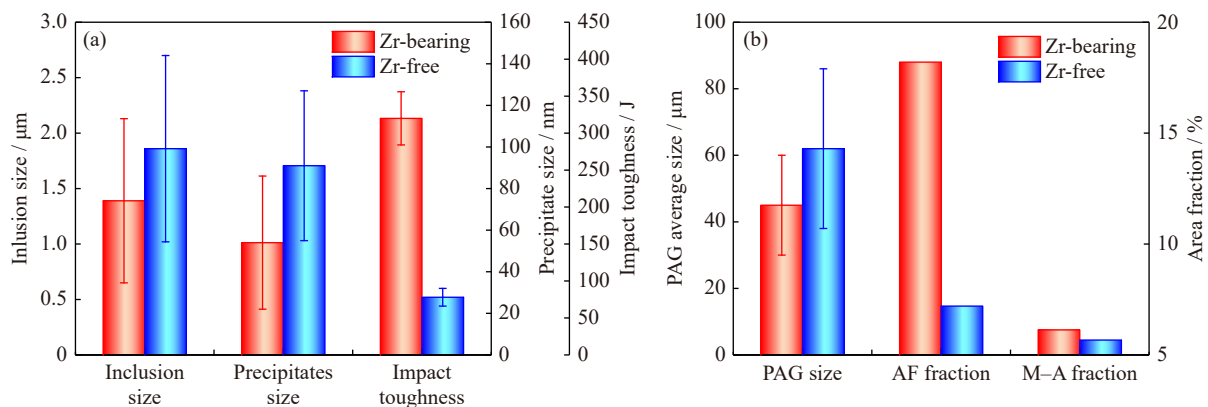 (a)
Zr-bearing
Zr-free
3.0
2.5
2.0
1.5
1.0
0.5
0
Inlusion size / μm
160
140
120
100
80
60
40
20
0
Precipitate size / nm
450
400
350
300
250
200
150
100
50
0
Impact toughness / J
Inclusion
size
Precipitates
size
Impact
toughness
(b)
Zr-bearing
Zr-free
100
80
60
40
20
0
PAG average size / μm
20
15
10
5
Area fraction / %
PAG size
AF fraction
M–A fraction